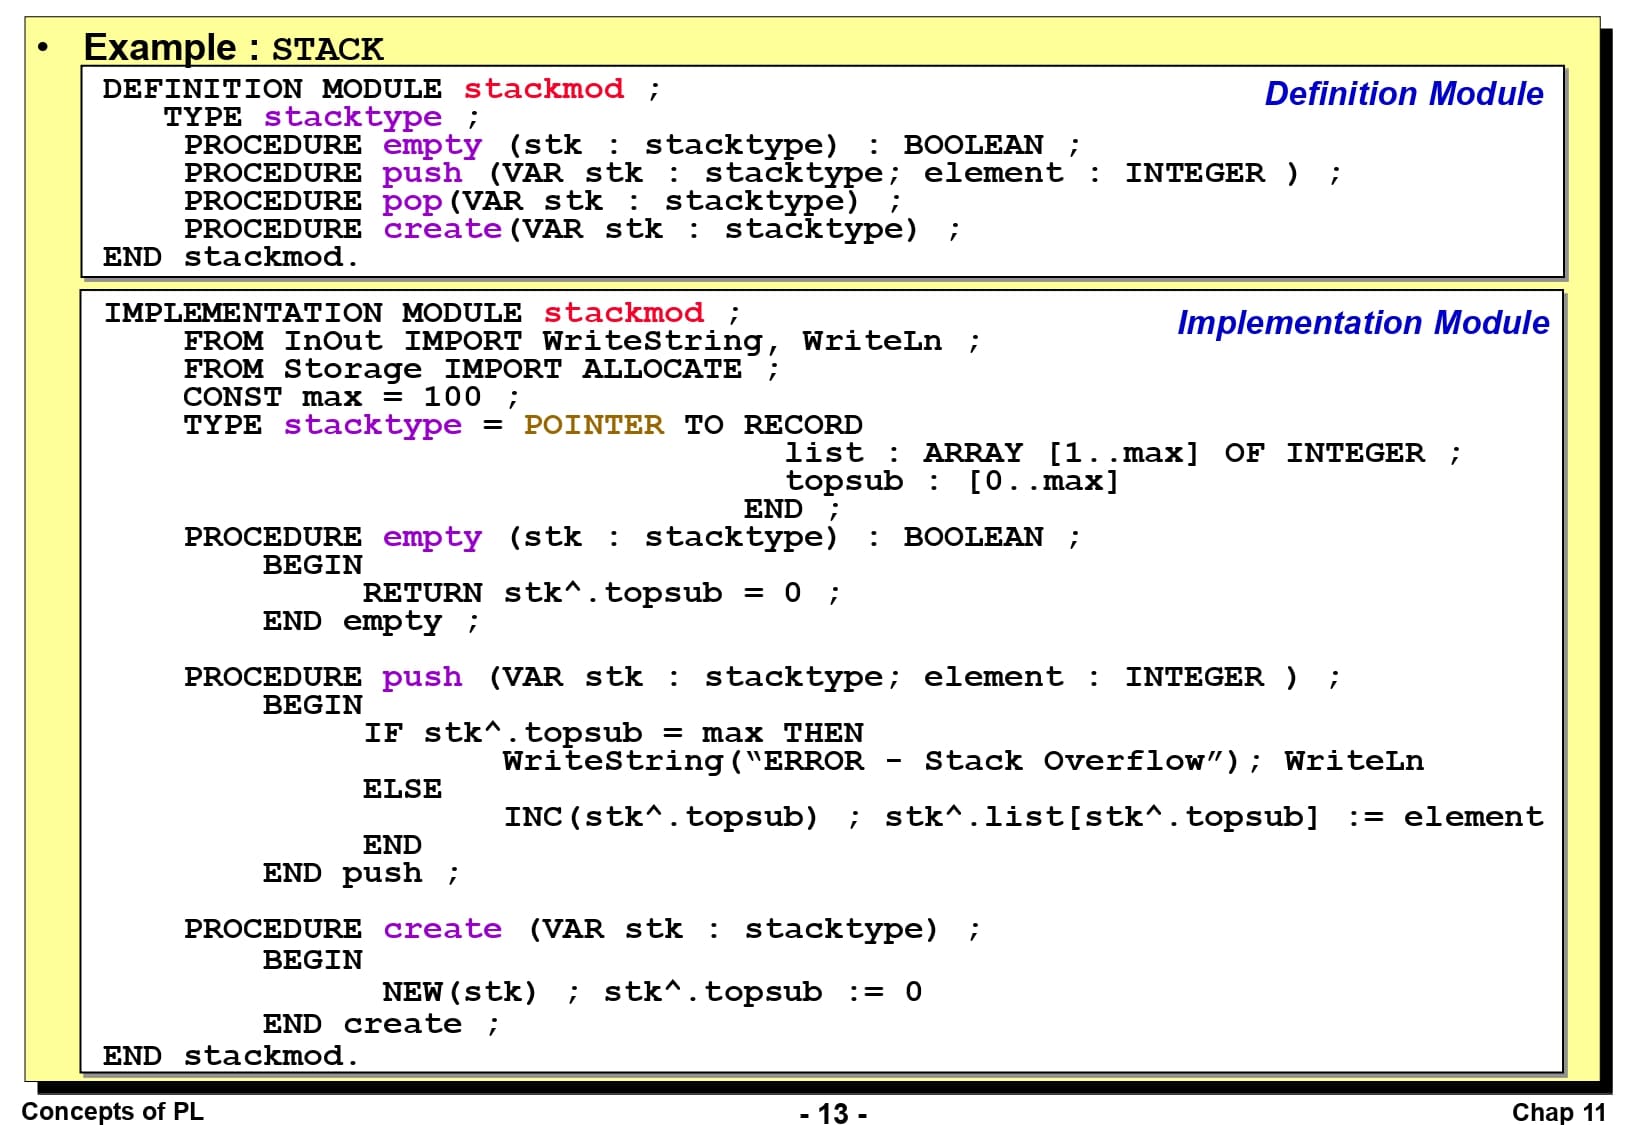 • Example : STACK
DEFINITION MODULE stackmod ;
Definition Module
TYPE stacktype ;
PROCEDURE empty (stk : stacktype) : BOOLEAN ;
PROCEDURE push (VAR stk : stacktype; element : INTEGER ) ;
PROCEDURE pop(VAR stk : stacktype) ;
PROCEDURE create(VAR stk : stacktype) ;
END stackmod.
IMPLEMENTATION MODULE stackmod ;
Implementation Module
FROM InOut IMPORT WriteString, WriteLn ;
FROM Storage IMPORT ALLOCATE ;
CONST max = 100 ;
TYPE stacktype = POINTER TO RECORD
list : ARRAY [1..max] OF INTEGER ;
topsub : [0..max]
END ;
PROCEDURE empty (stk : stacktype) : BOOLEAN ;
BEGIN
RETURN stk^.topsub = 0 ;
END empty ;
PROCEDURE push (VAR stk : stacktype; element : INTEGER ) ;
BEGIN
IF stk^.topsub = max THEN
WriteString(“ERROR - Stack Overflow”); WriteLn
ELSE
INC(stk^.topsub) ; stk^.list[stk^.topsub] := element
END
END push ;
PROCEDURE create (VAR stk : stacktype) ;
BEGIN
NEW(stk) ; stk^.topsub := 0
END create ;
END stackmod.
Concepts of PL
- 13 -
Chap 11